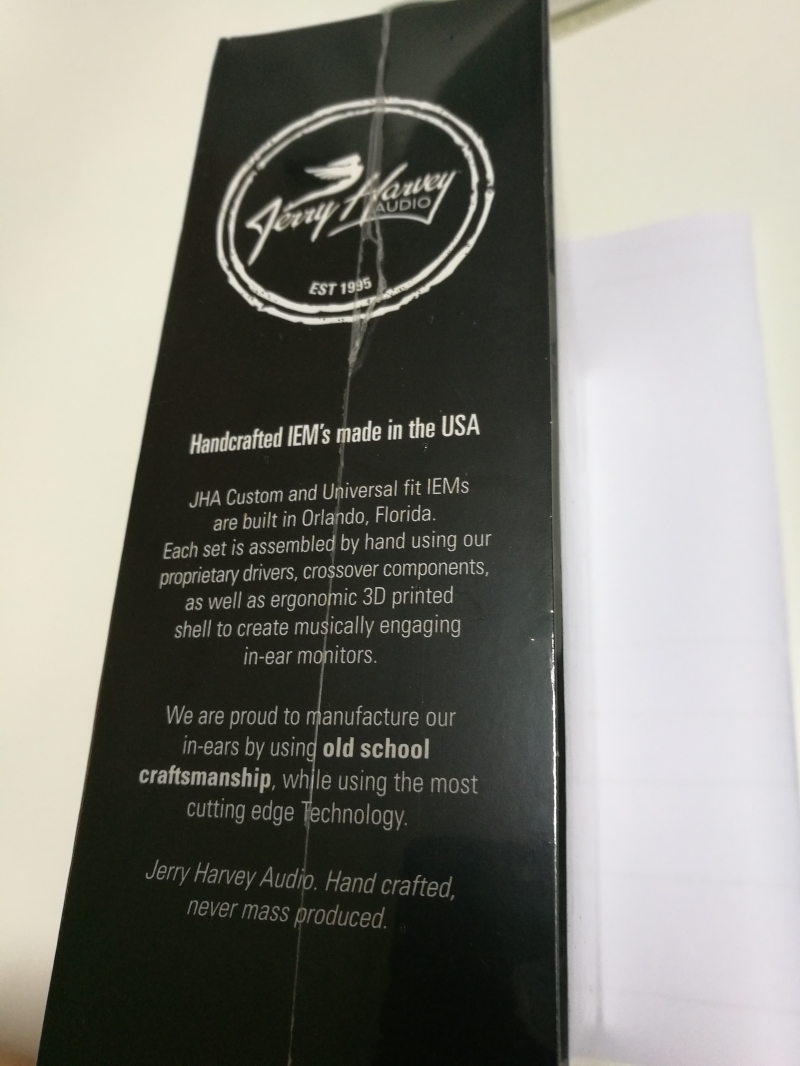 Jerry Harvey
AUDIO
EST 1995
Handcrafted IEM's made in the USA
JHA Custom and Universal fit IEMs
are built in Orlando, Florida.
Each set is assembled by hand using our
proprietary drivers, crossover components,
as well as ergonomic 3D printed
shell to create musically engaging
in-ear monitors.
We are proud to manufacture our
in-ears by using old school
craftsmanship, while using the most
cutting edge Technology.
Jerry Harvey Audio. Hand crafted,
never mass produced.